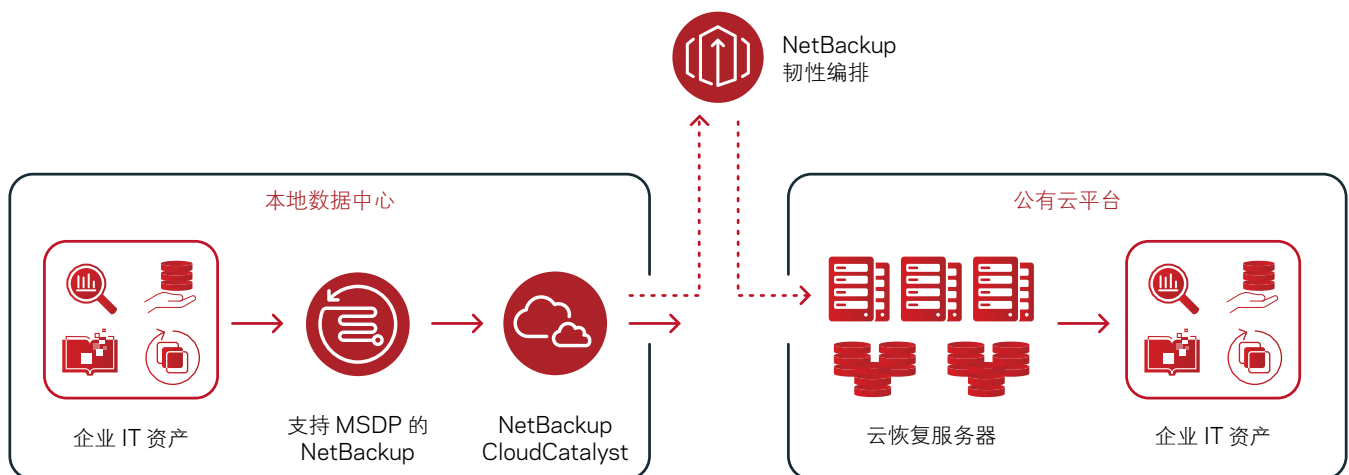 NetBackup
韧性编排
本地数据中心
公有云平台
企业 IT 资产
支持 MSDP 的
NetBackup
NetBackup
CloudCatalyst
云恢复服务器
企业 IT 资产